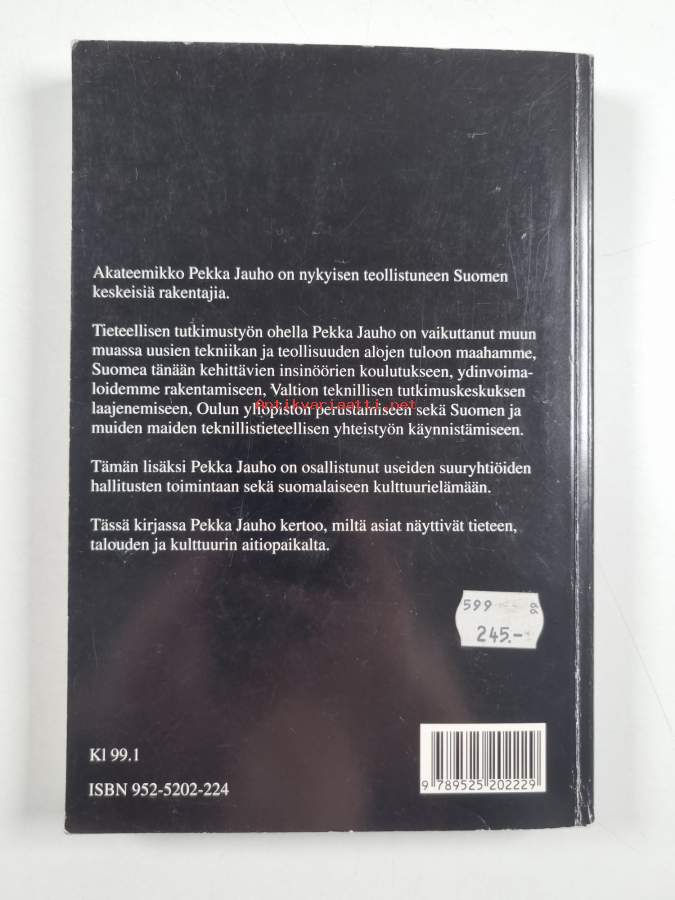 Akateemikko Pekka Jauho on nykyisen teollistuneen Suomen
keskeisiä rakentajia.
Tieteellisen tutkimustyön ohella Pekka Jauho on vaikuttanut muun
muassa uusien tekniikan ja teollisuuden alojen tuloon maahamme,
Suomea tänään kehittävien insinöörien koulutukseen, ydinvoima-
loidemme rakentamiseen, Valtion teknillisen tutkimuskeskuksen
laajenemiseen, Oulun yliopiston perustamiseen sekä Suomen ja
Antikvariaatti.net
muiden maiden teknillistieteellisen yhteistyön käynnistämiseen.
Tämän lisäksi Pekka Jauho on osallistunut useiden suuryhtiöiden
hallitusten toimintaan sekä suomalaiseen kulttuurielämään.
Tässä kirjassa Pekka Jauho kertoo, miltä asiat näyttivät tieteen,
talouden ja kulttuurin aitiopaikalta.
599 99
245.-
Kl 99.1
ISBN 952-5202-224
9 789525 202229